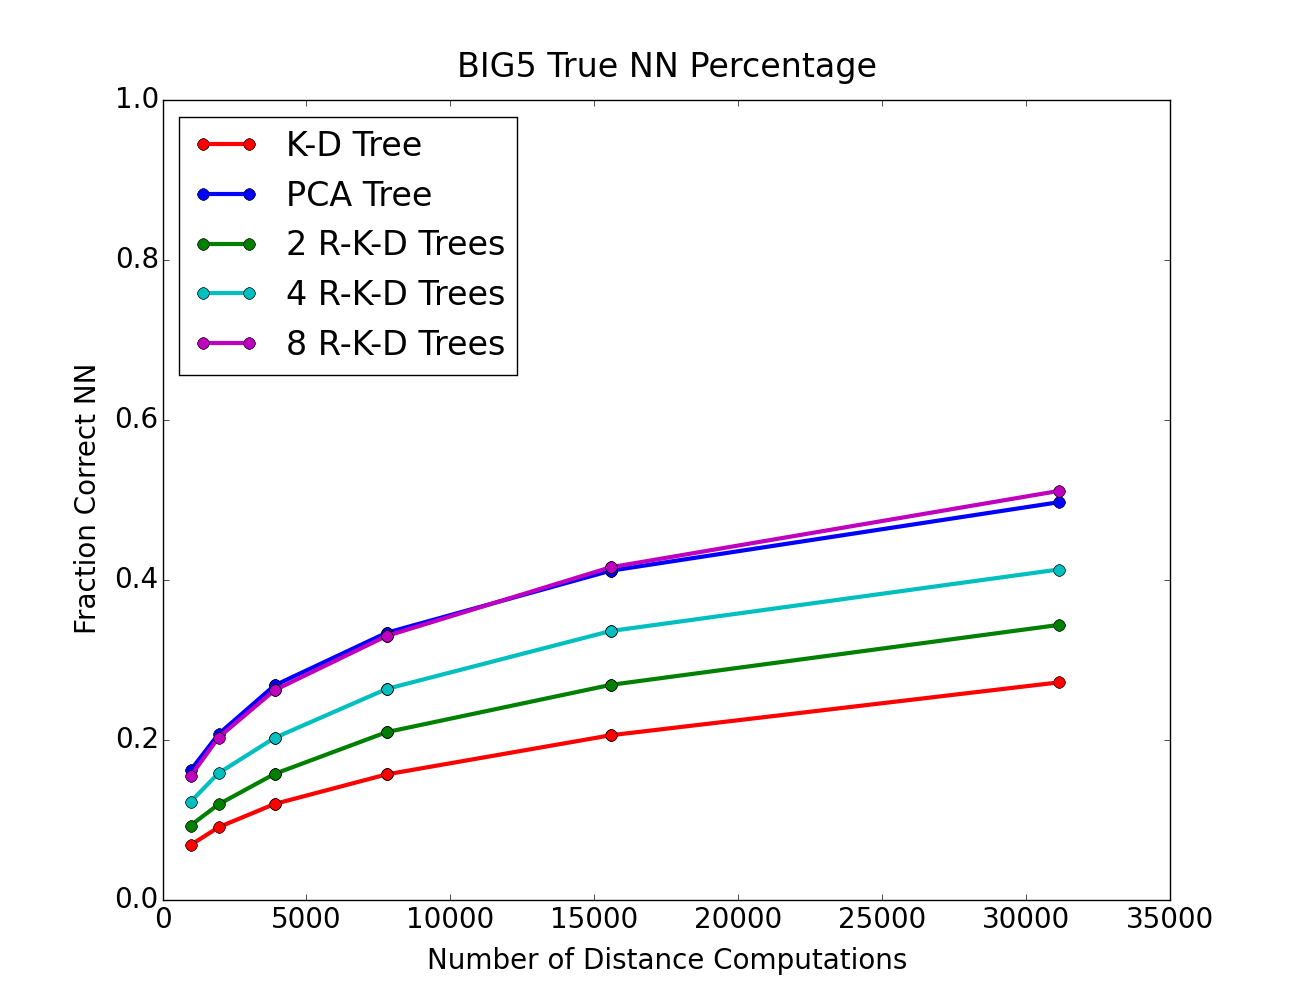 BIG5 True NN Percentage
1.0
0.8
0.6
0.4
0.2
0.0
Fraction Correct NN
K-D Tree
PCA Tree
2 R-K-D Trees
4 R-K-D Trees
8 R-K-D Trees
0 5000 10000 15000 20000 25000 30000 35000
Number of Distance Computations